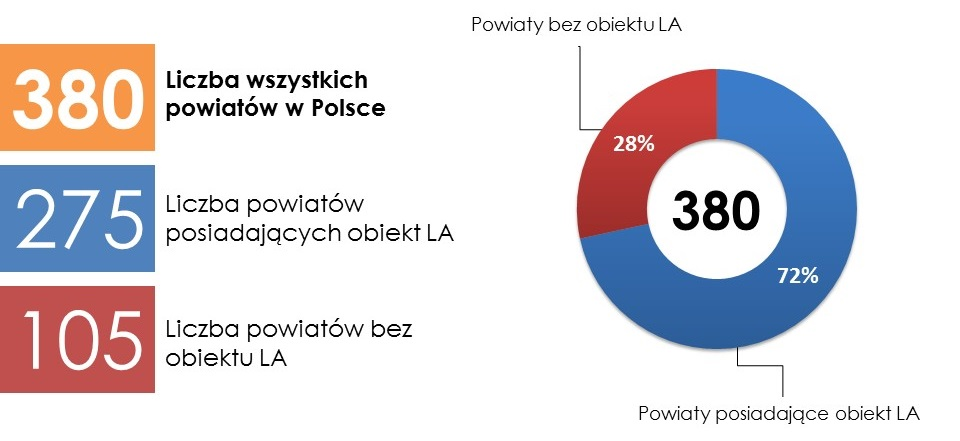 380
Liczba wszystkich
powiatów w Polsce
275
Liczba powiatów
posiadających obiekt LA
105
Liczba powiatów bez
obiektu LA
Powiaty bez obiektu LA
28%
380
72%
Powiaty posiadające obiekt LA